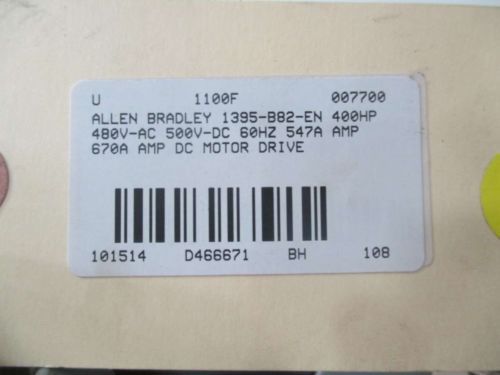 U 1100F 007700
ALLEN BRADLEY 1395-B82-EN 400HP
480V-AC 500V-DC 60HZ 547A AMP
670A AMP DC MOTOR DRIVE
101514 D466671 BH 108